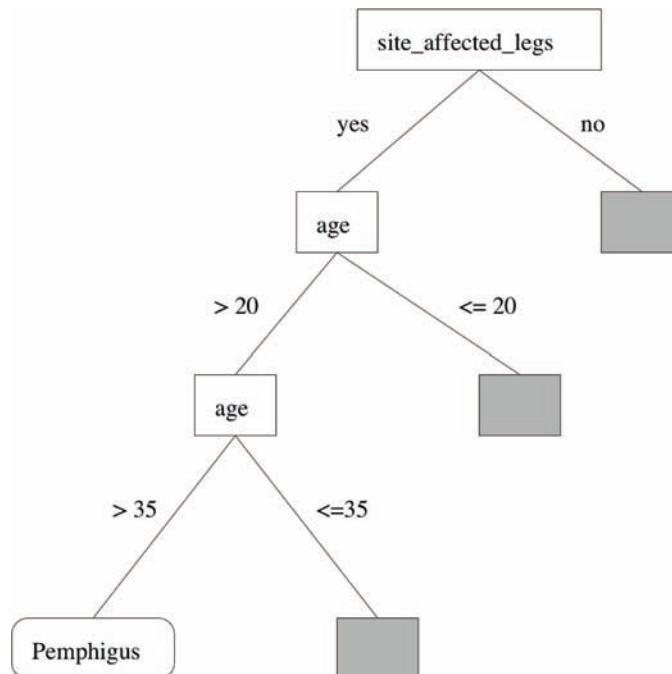 site_affected_legs
yes
no
age
> 20
<= 20
age
> 35
<=35
Pemphigus